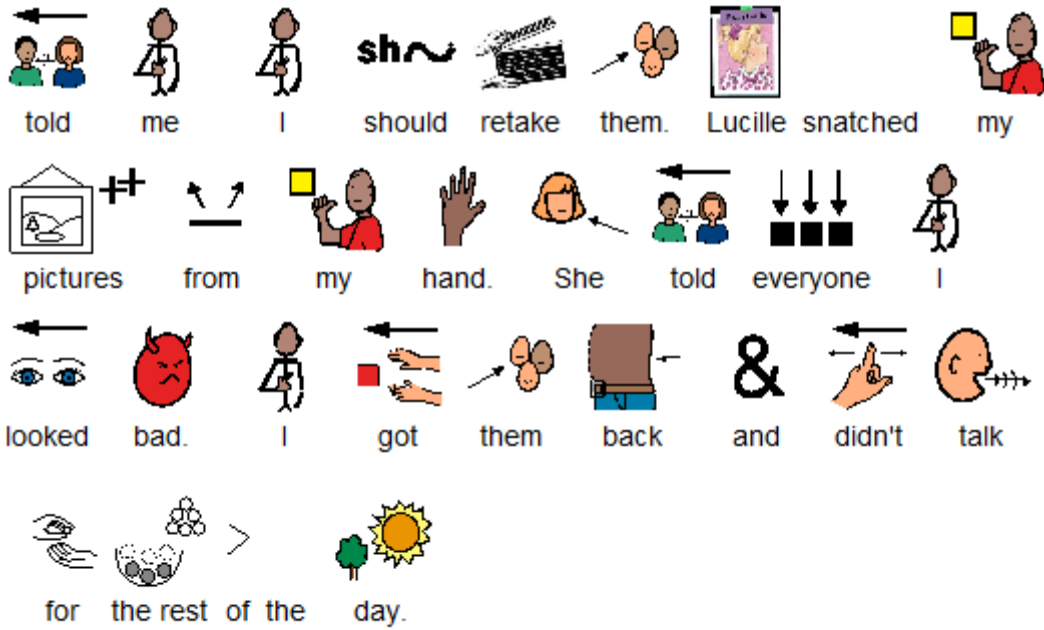 told me I should retake them. Lucille snatched my
pictures from my hand. She told everyone I
looked bad. I got them back and didn't talk
for the rest of the day.